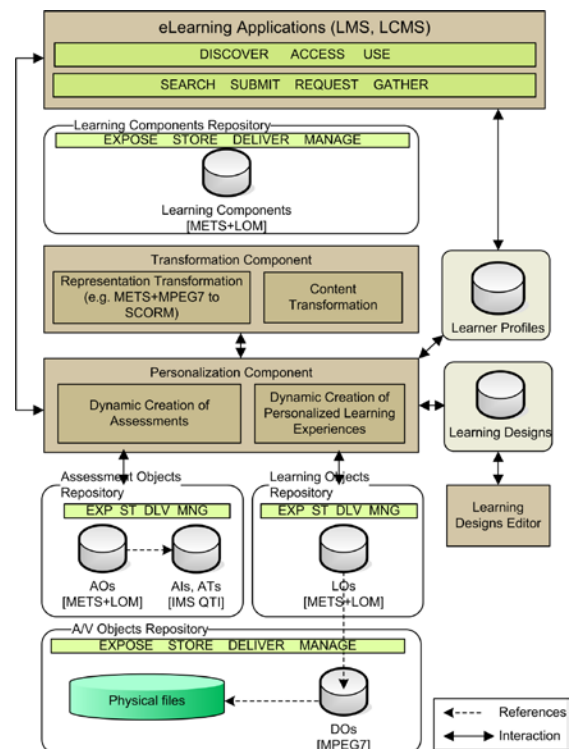 eLearning Applications (LMS, LCMS)
DISCOVER ACCESS USE
SEARCH SUBMIT REQUEST GATHER
Learning Components Repository
EXPOSE STORE DELIVER MANAGE
Learning Components
[METS+LOM]
Transformation Component
Representation Transformation
(e.g. METS+MPEG7 to
SCORM)
Content
Transformation
Learner Profiles
Personalization Component
Dynamic Creation of
Assessments
Dynamic Creation of
Personalized Learning
Experiences
Learning Designs
Assessment Objects
Repository
EXP ST DLV MNG
AOs
[METS+LOM]
AIs, ATs
[IMS QTI]
Learning Objects
Repository
EXP ST DLV MNG
LOs
[METS+LOM]
Learning
Designs Editor
A/V Objects Repository
EXPOSE STORE DELIVER MANAGE
Physical files
DOs
[MPEG7]
References
Interaction